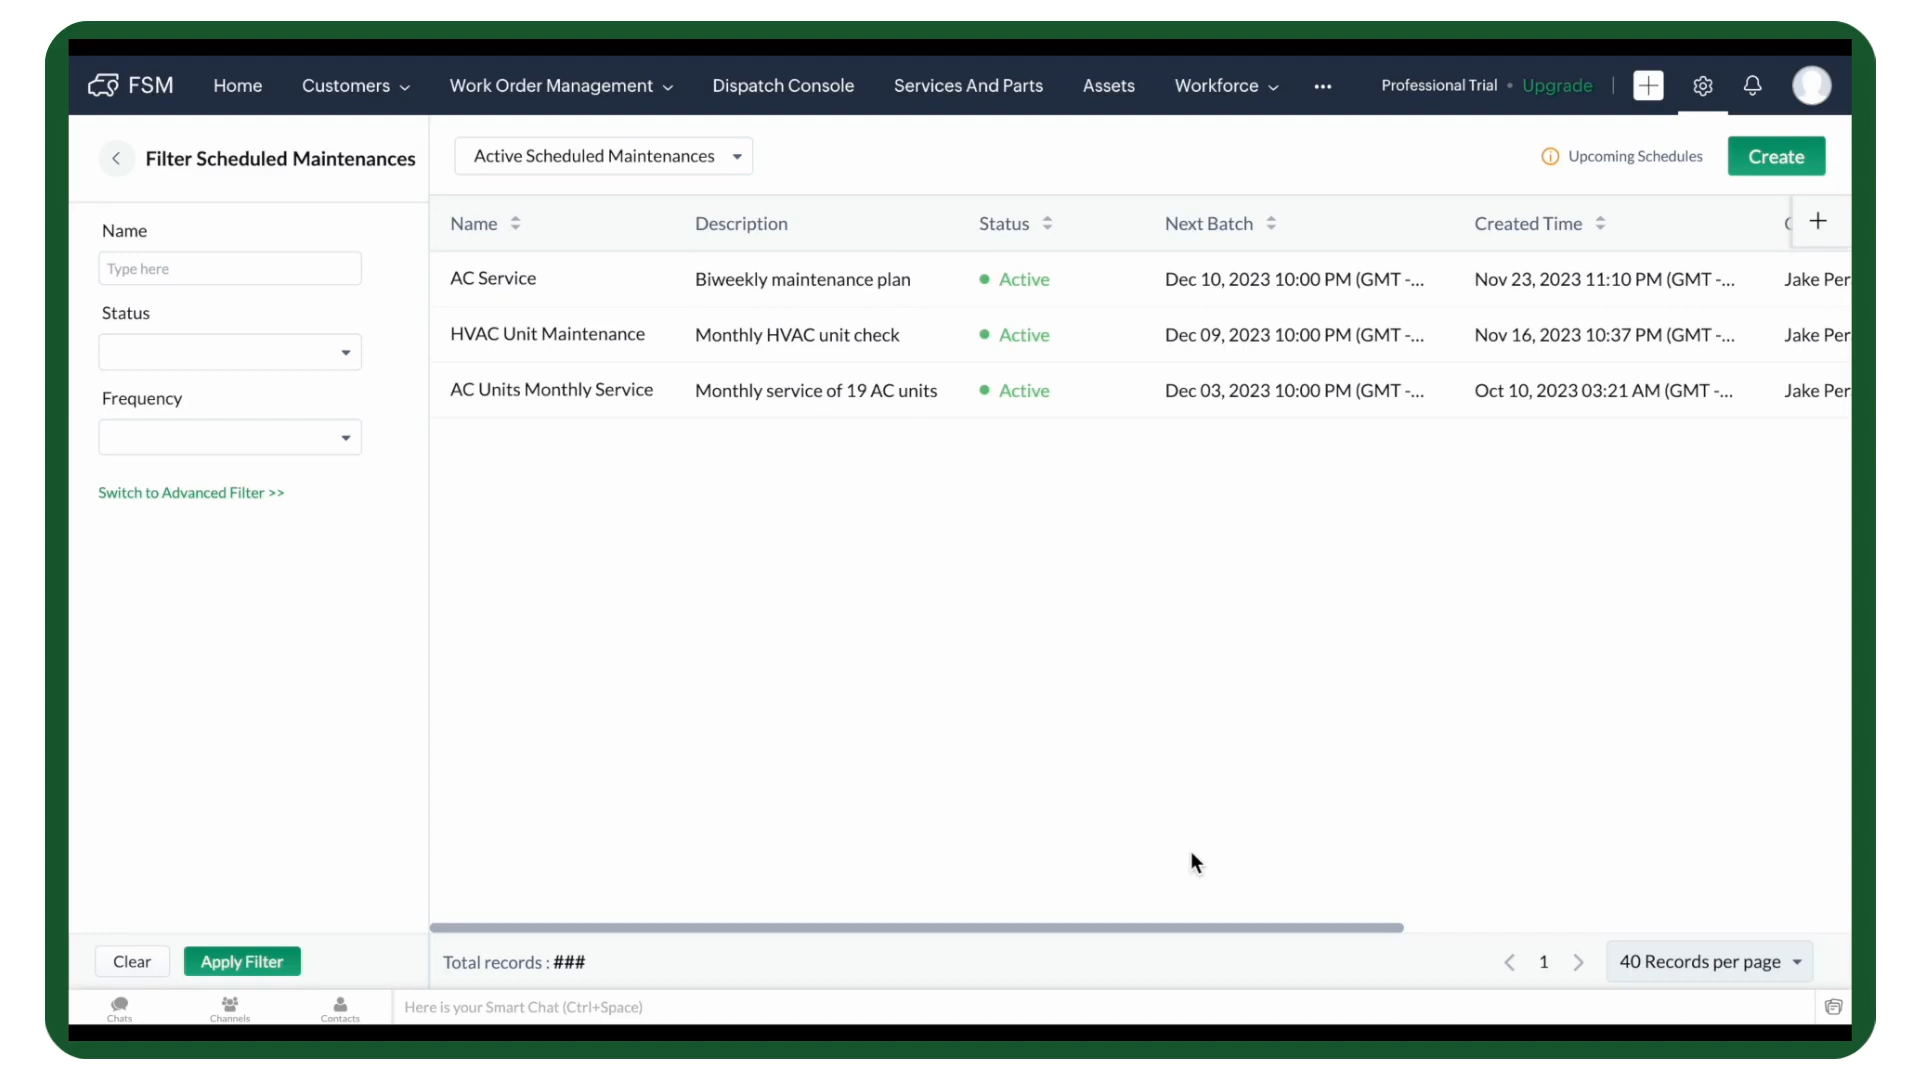 FSM Home Customers Work Order Management Dispatch Console Services And Parts Assets Workforce ••• Professional Trial • Upgrade |
Filter Scheduled Maintenances
Active Scheduled Maintenances
Upcoming Schedules
Create
Name
Type here
Status
Frequency
Switch to Advanced Filter >>
Name Description Status Next Batch Created Time
AC Service Biweekly maintenance plan Active Dec 10, 2023 10:00 PM (GMT -... Nov 23, 2023 11:10 PM (GMT -... Jake Per
HVAC Unit Maintenance Monthly HVAC unit check Active Dec 09, 2023 10:00 PM (GMT -... Nov 16, 2023 10:37 PM (GMT -... Jake Per
AC Units Monthly Service Monthly service of 19 AC units Active Dec 03, 2023 10:00 PM (GMT -... Oct 10, 2023 03:21 AM (GMT -... Jake Per
Clear
Apply Filter
Total records : ###
1
40 Records per page
Chats
Channels
Contacts
Here is your Smart Chat (Ctrl+Space)